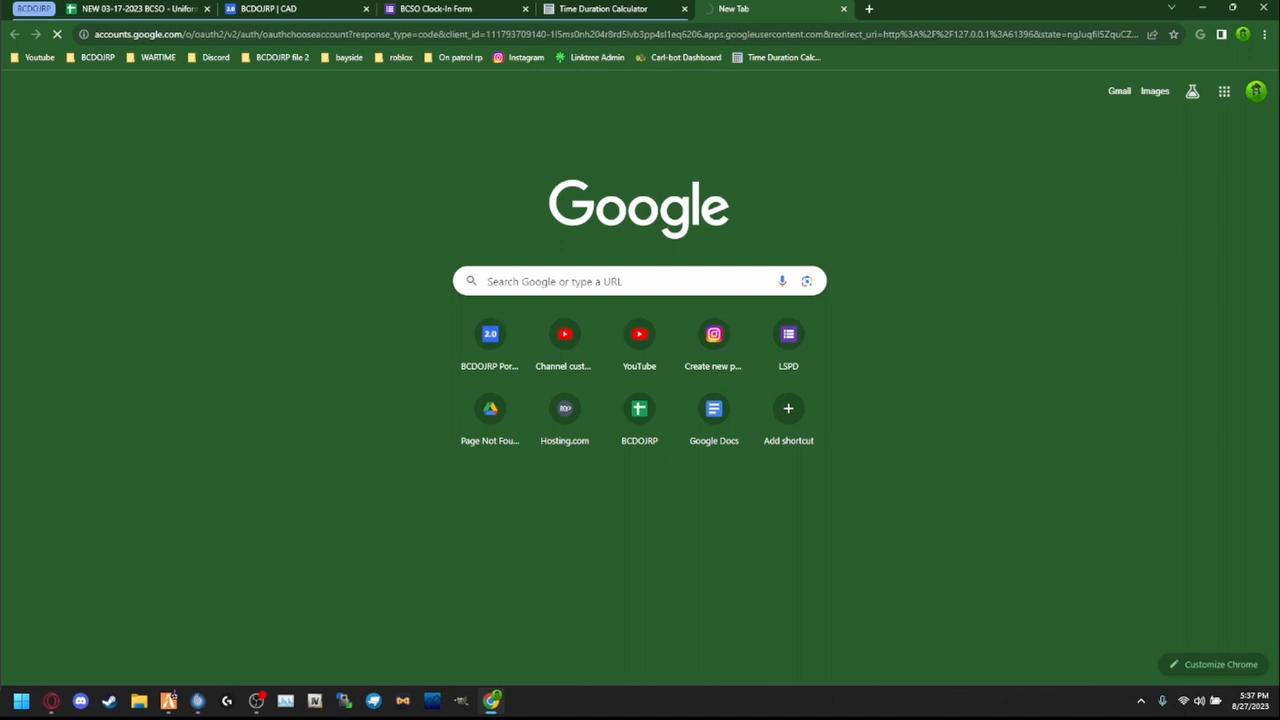 BCDOJRP NEW 03-17-2023 BCSO - Uniform BCDOJRP | CAD BCSO Clock-In Form Time Duration Calculator New Tab
accounts.google.com/o/oauth2/v2/auth/oauthchooseaccount?response_type=code&client_id=
Youtube BCDOJRP WARTIME Discord BCDOJRP file 2 bayside roblox On patrol rp Instagram Linktree Admin Carl-bot Dashboard Time Duration Calc...
Gmail Images
Google
Search Google or type a URL
2.0
BCDOJRP Por... Channel cust... YouTube Create new p... LSPD
Page Not Fou... Hosting.com BCDOJRP Google Docs Add shortcut
Customize Chrome
5:37 PM
8/27/2023